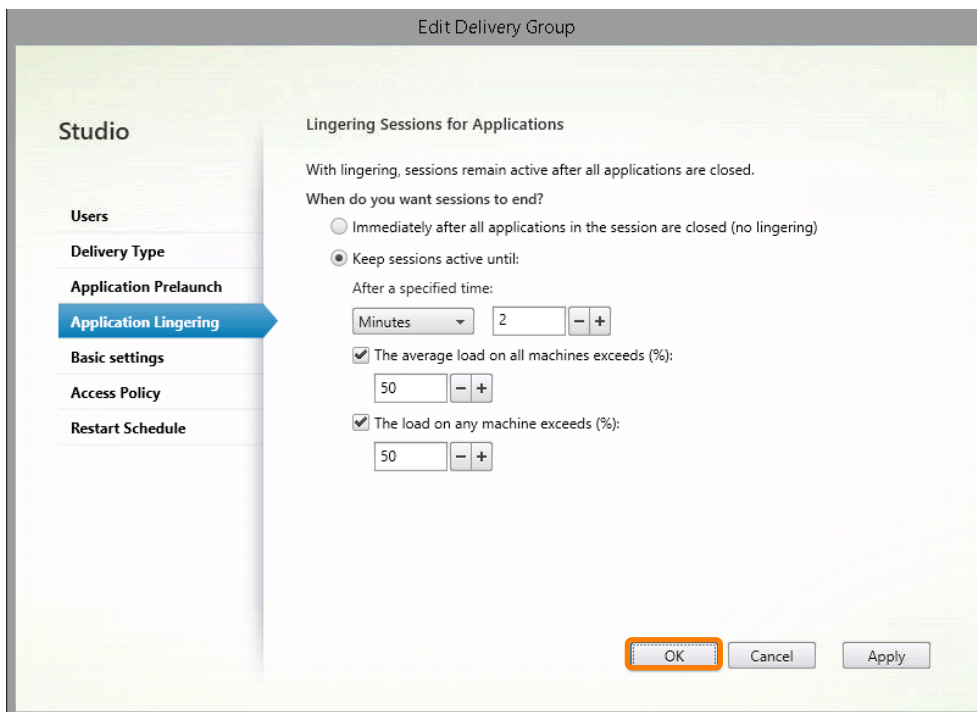 Edit Delivery Group
Studio
Users
Delivery Type
Application Prelaunch
Application Lingering
Basic settings
Access Policy
Restart Schedule
Lingering Sessions for Applications
With lingering, sessions remain active after all applications are closed.
When do you want sessions to end?
Immediately after all applications in the session are closed (no lingering)
Keep sessions active until:
After a specified time:
Minutes 2 − +
The average load on all machines exceeds (%):
50 − +
The load on any machine exceeds (%):
50 − +
OK Cancel Apply